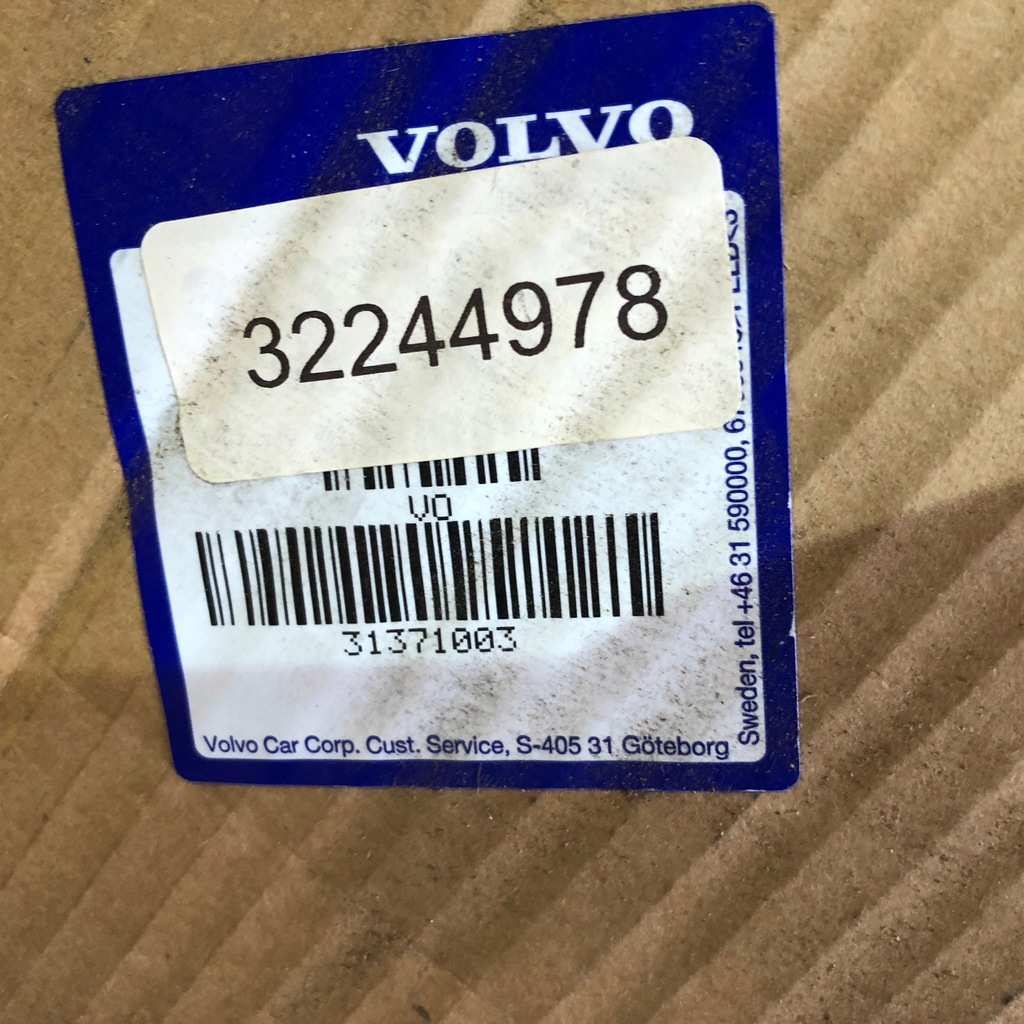 VOLVO
32244978
VO
31371003
Volvo Car Corp. Cust. Service, S-405 31 Göteborg
Sweden, tel +46 31 590000,